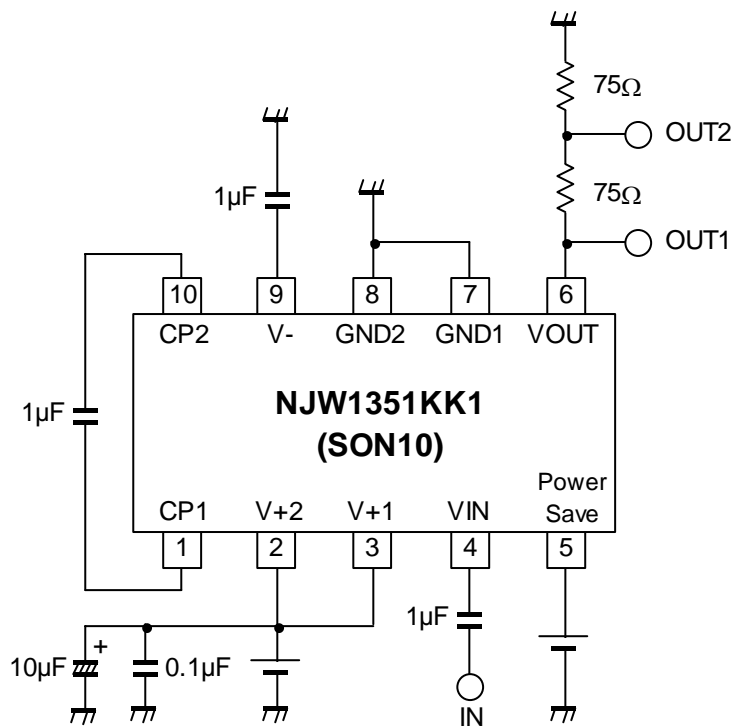 75Ω
OUT2
1µF
75Ω
OUT1
10 9 8 7 6
CP2 V- GND2 GND1 VOUT
NJW1351KK1
1µF
(SON10)
Power
CP1 V+2 V+1 VIN Save
1 2 3 4 5
1µF
+
10µF 0.1µF
IN